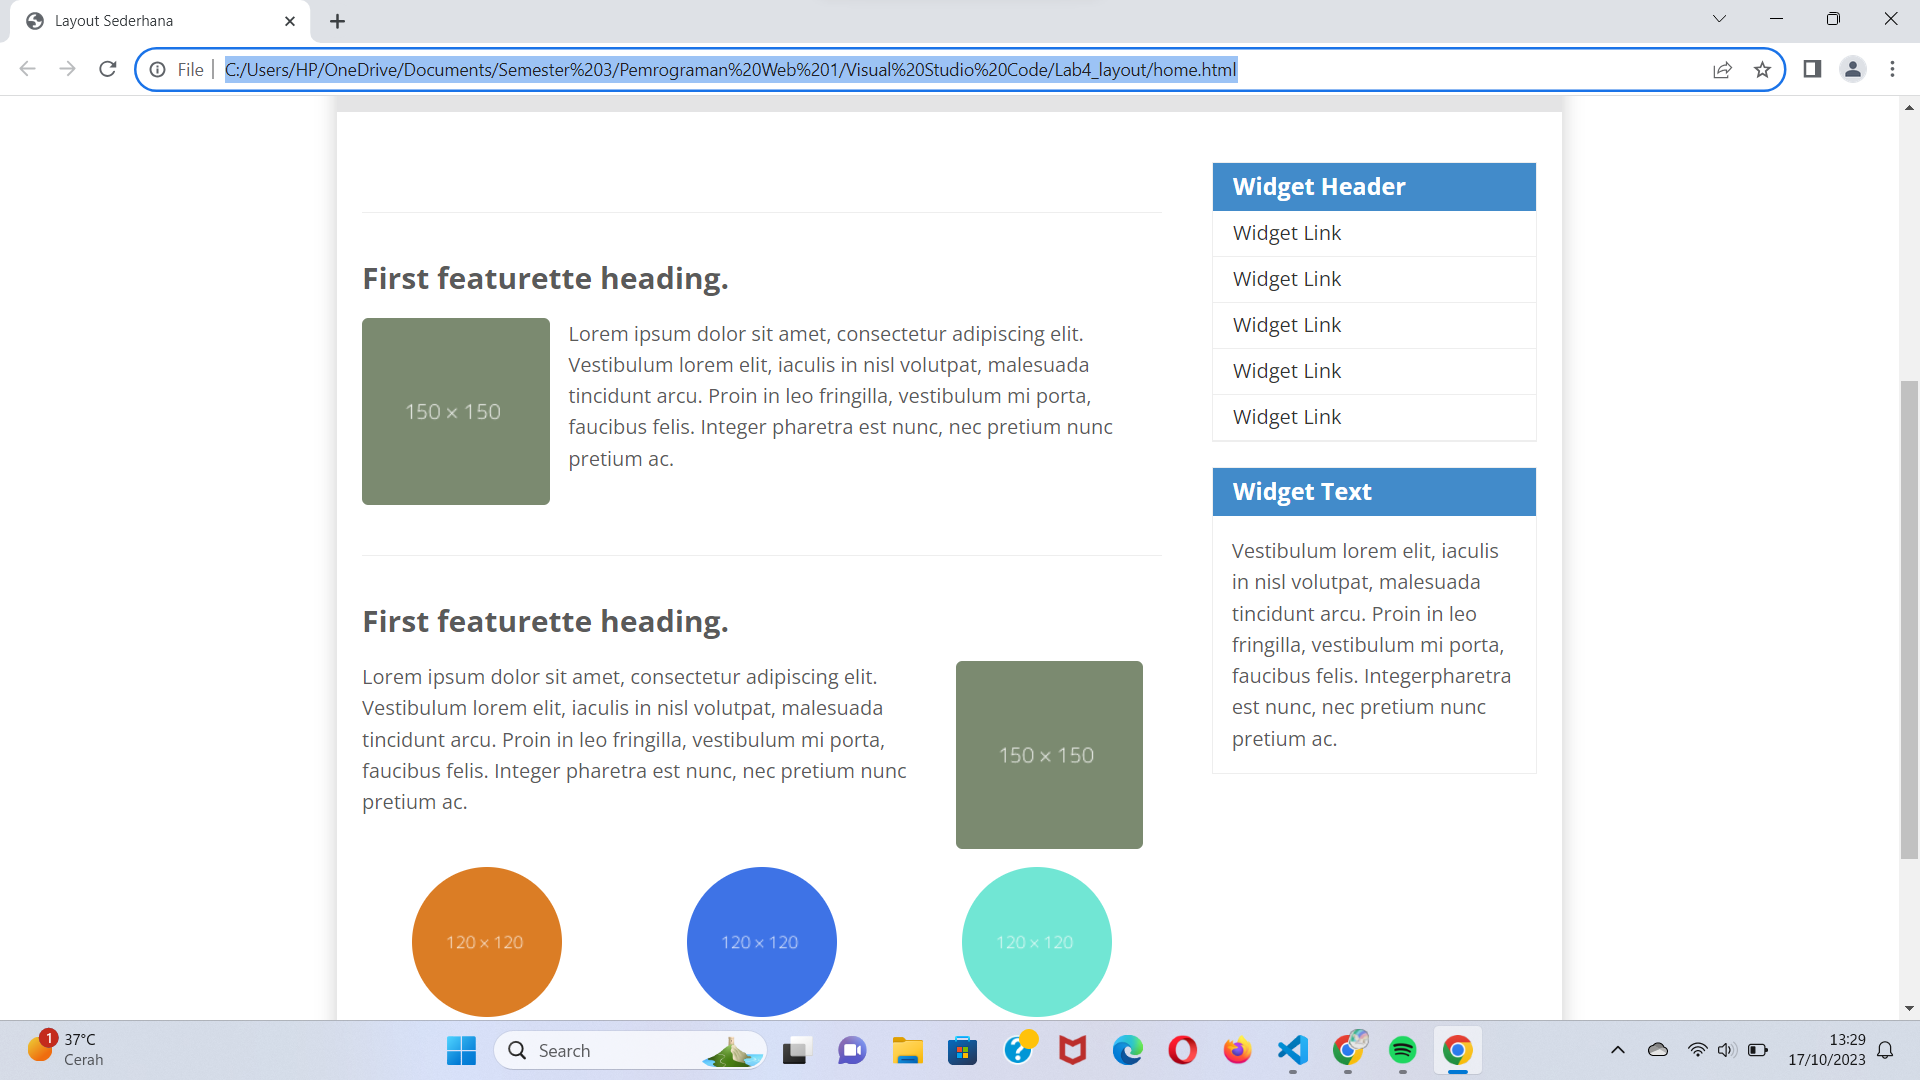 Layout Sederhana
File
C:/Users/HP/OneDrive/Documents/Semester%203/Pemrograman%20Web%201/Visual%20Studio%20Code/Lab4_layout/home.html
First featurette heading.
150 × 150
Lorem ipsum dolor sit amet, consectetur adipiscing elit.
Vestibulum lorem elit, iaculis in nisl volutpat, malesuada
tincidunt arcu. Proin in leo fringilla, vestibulum mi porta,
faucibus felis. Integer pharetra est nunc, nec pretium nunc
pretium ac.
First featurette heading.
Lorem ipsum dolor sit amet, consectetur adipiscing elit.
Vestibulum lorem elit, iaculis in nisl volutpat, malesuada
tincidunt arcu. Proin in leo fringilla, vestibulum mi porta,
faucibus felis. Integer pharetra est nunc, nec pretium nunc
pretium ac.
150 × 150
120 × 120
120 × 120
120 × 120
Widget Header
Widget Link
Widget Link
Widget Link
Widget Link
Widget Link
Widget Text
Vestibulum lorem elit, iaculis
in nisl volutpat, malesuada
tincidunt arcu. Proin in leo
fringilla, vestibulum mi porta,
faucibus felis. Integerpharetra
est nunc, nec pretium nunc
pretium ac.
1
37°C
Cerah
Search
13:29
17/10/2023